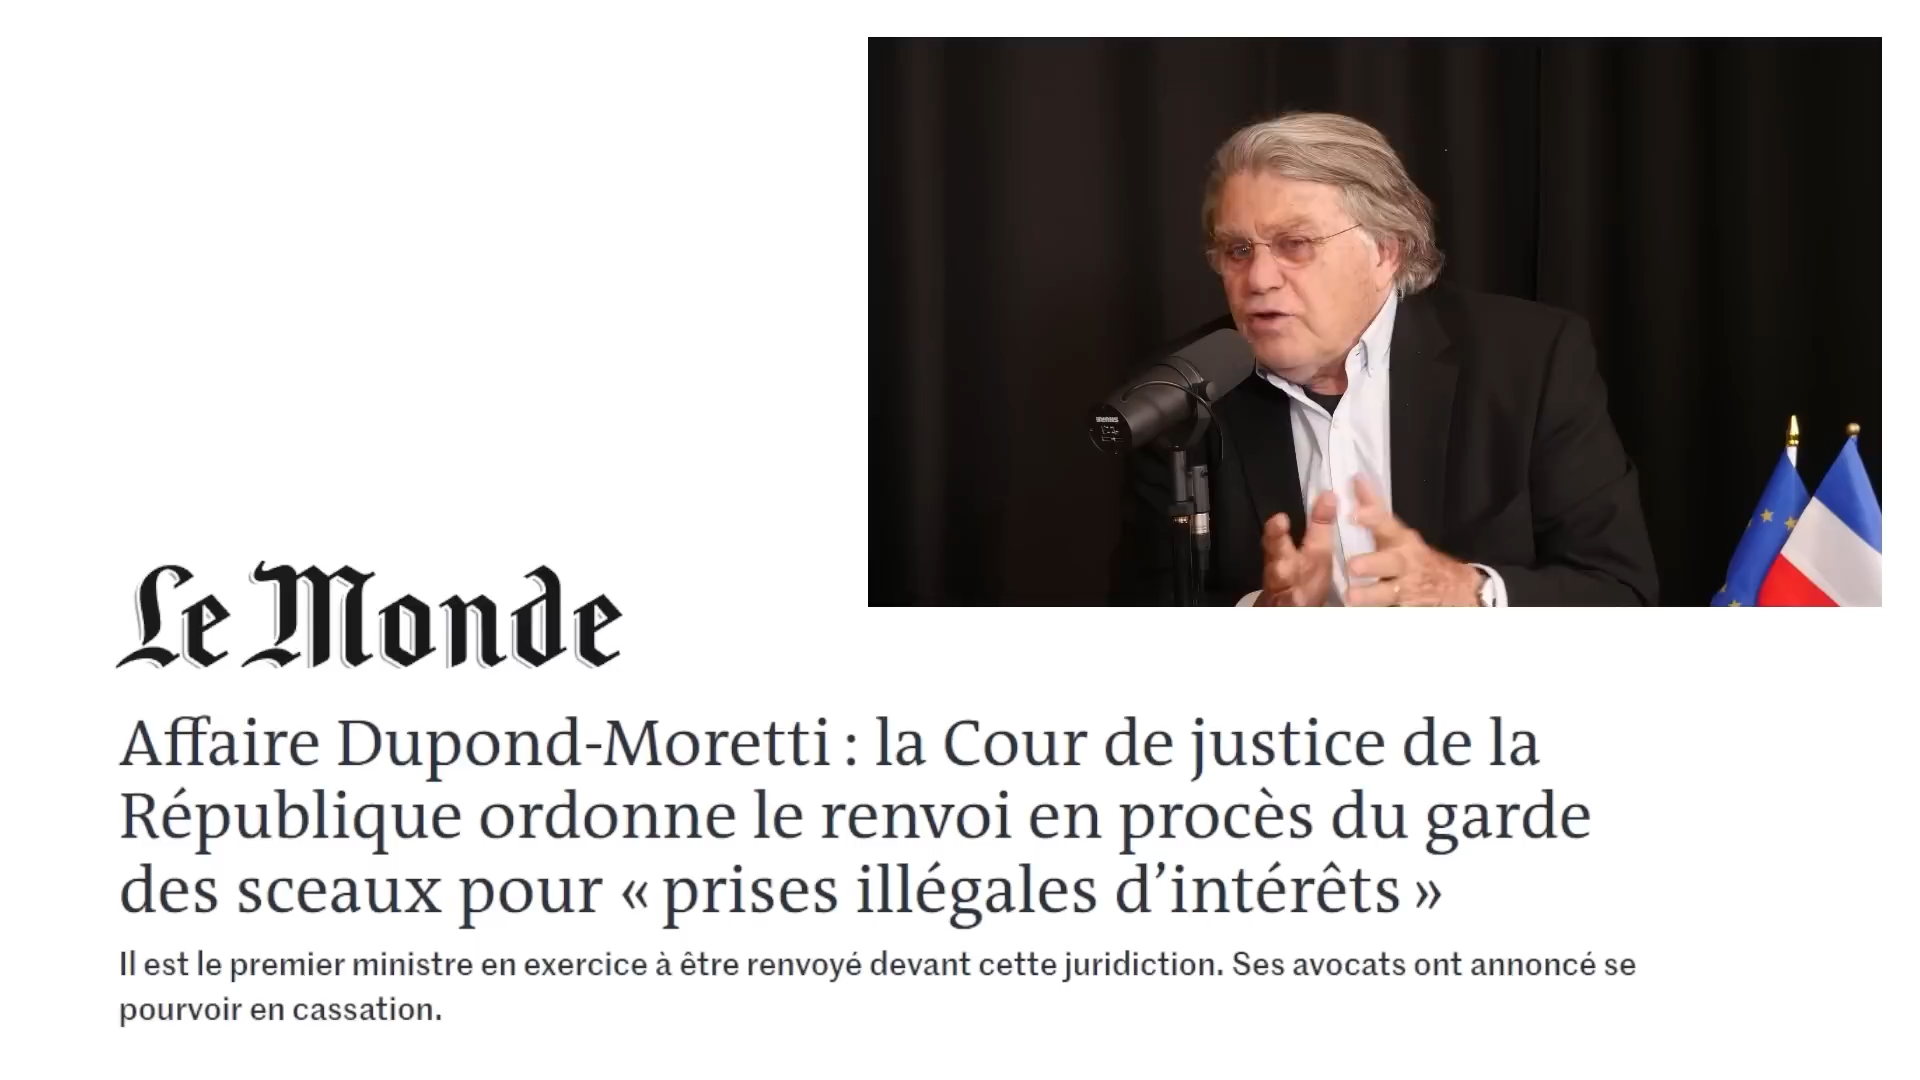 Le Monde
Affaire Dupond-Moretti : la Cour de justice de la
République ordonne le renvoi en procès du garde
des sceaux pour « prises illégales d’intérêts »
Il est le premier ministre en exercice à être renvoyé devant cette juridiction. Ses avocats ont annoncé se
pourvoir en cassation.